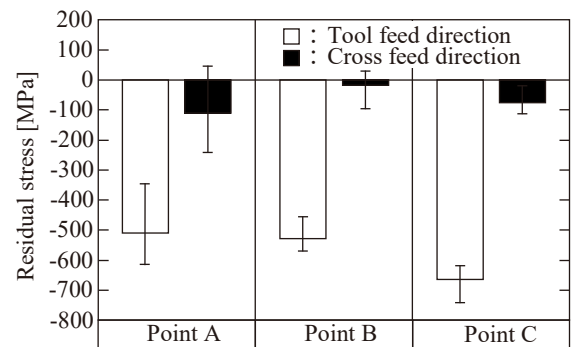 200
100
0
-100
-200
-300
-400
-500
-600
-700
-800
Residual stress [MPa]
: Tool feed direction
: Cross feed direction
Point A
Point B
Point C